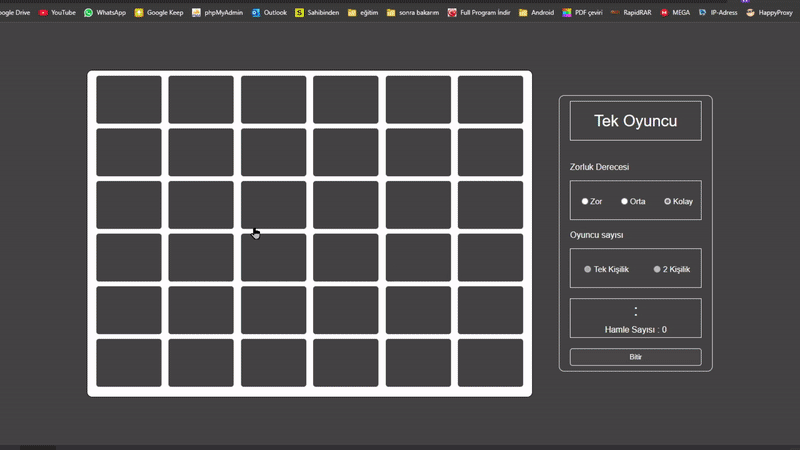 ogle Drive YouTube WhatsApp Google Keep phpMyAdmin Outlook Sahibinden eğitim sonra bakarım Full Program İndir Android PDF çeviri RapidRAR MEGA IP-Adress HappyProxy
Tek Oyuncu
Zorluk Derecesi
Zor Orta Kolay
Oyuncu sayısı
Tek Kişilik 2 Kişilik
:
Hamle Sayısı : 0
Bitir